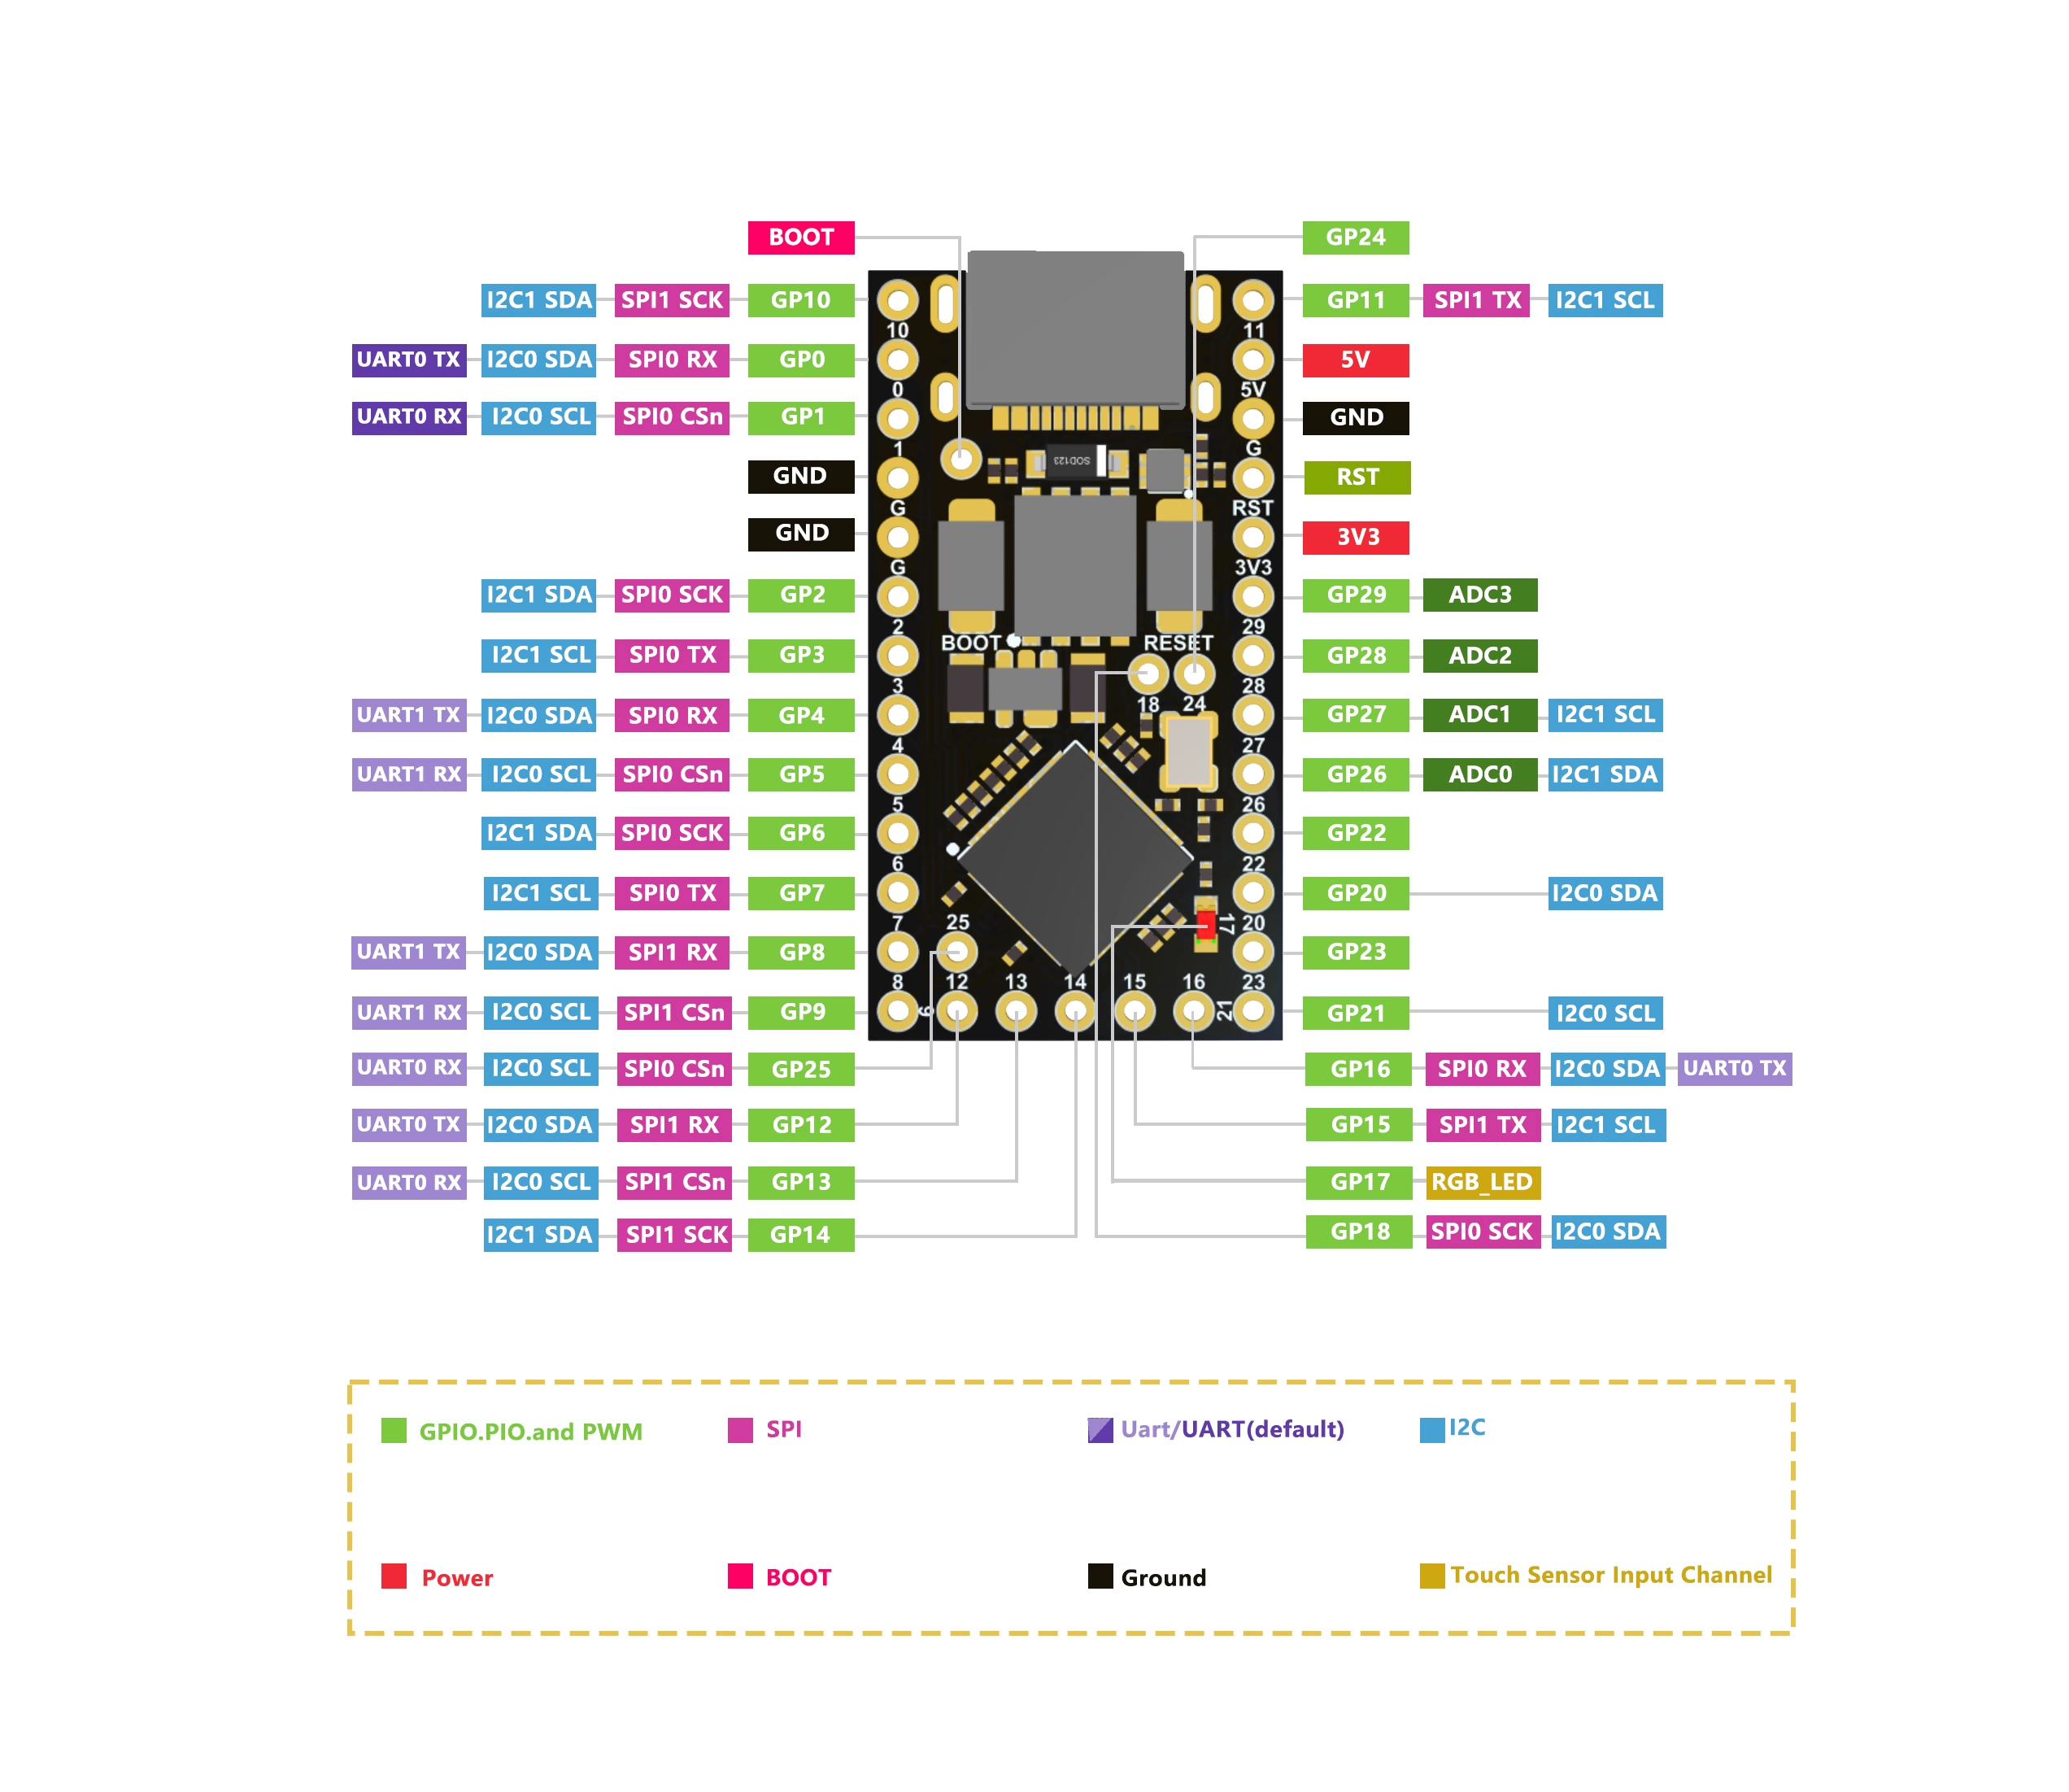 BOOT GP24
I2C1 SDA SPI1 SCK GP10 GP11 SPI1 TX I2C1 SCL
10 11
UART0 TX I2C0 SDA SPI0 RX GP0 5V
0 5V
UART0 RX I2C0 SCL SPI0 CSn GP1 GND
1 G
SOD123
GND RST
G RST
GND 3V3
G 3V3
I2C1 SDA SPI0 SCK GP2 GP29 ADC3
2 29
BOOT RESET
I2C1 SCL SPI0 TX GP3 GP28 ADC2
3 28
18 24
UART1 TX I2C0 SDA SPI0 RX GP4 GP27 ADC1 I2C1 SCL
4 27
UART1 RX I2C0 SCL SPI0 CSn GP5 GP26 ADC0 I2C1 SDA
5 26
I2C1 SDA SPI0 SCK GP6 GP22
6 22
I2C1 SCL SPI0 TX GP7 GP20 I2C0 SDA
7 25 17 20
UART1 TX I2C0 SDA SPI1 RX GP8 GP23
8 12 13 14 15 16 23
UART1 RX I2C0 SCL SPI1 CSn GP9 9 21 GP21 I2C0 SCL
UART0 RX I2C0 SCL SPI0 CSn GP25 GP16 SPI0 RX I2C0 SDA UART0 TX
UART0 TX I2C0 SDA SPI1 RX GP12 GP15 SPI1 TX I2C1 SCL
UART0 RX I2C0 SCL SPI1 CSn GP13 GP17 RGB_LED
I2C1 SDA SPI1 SCK GP14 GP18 SPI0 SCK I2C0 SDA
GPIO.PIO.and PWM SPI Uart/UART(default) I2C
Power BOOT Ground Touch Sensor Input Channel